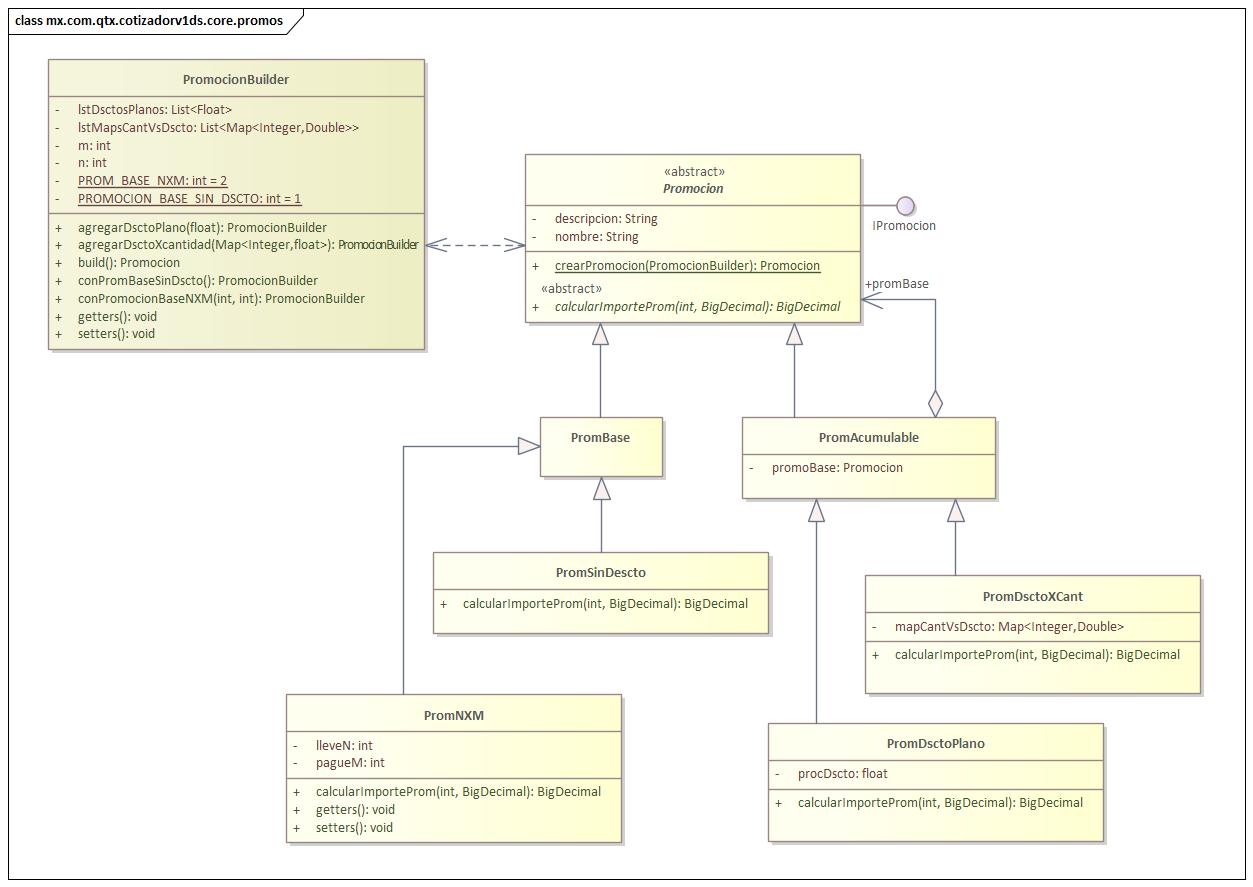 class mx.com.qtx.cotizadorv1ds.core.promos
PromocionBuilder
- lstDsctosPlanos: List<Float>
- lstMapsCantVsDscto: List<Map<Integer,Double>>
- m: int
- n: int
- PROM_BASE_NXM: int = 2
- PROMOCION_BASE_SIN_DSCTO: int = 1
+ agregarDsctoPlano(float): PromocionBuilder
+ agregarDsctoXcantidad(Map<Integer,float>): PromocionBuilder
+ build(): Promocion
+ conPromBaseSinDscto(): PromocionBuilder
+ conPromocionBaseNXM(int, int): PromocionBuilder
+ getters(): void
+ setters(): void
«abstract»
Promocion
- descripcion: String
- nombre: String
+ crearPromocion(PromocionBuilder): Promocion
«abstract»
+ calcularImporteProm(int, BigDecimal): BigDecimal
IPromocion
+promBase
PromBase
PromAcumulable
- promoBase: Promocion
PromSinDescto
+ calcularImporteProm(int, BigDecimal): BigDecimal
PromDsctoXCant
- mapCantVsDscto: Map<Integer,Double>
+ calcularImporteProm(int, BigDecimal): BigDecimal
PromNXM
- lleveN: int
- pagueM: int
+ calcularImporteProm(int, BigDecimal): BigDecimal
+ getters(): void
+ setters(): void
PromDsctoPlano
- procDscto: float
+ calcularImporteProm(int, BigDecimal): BigDecimal